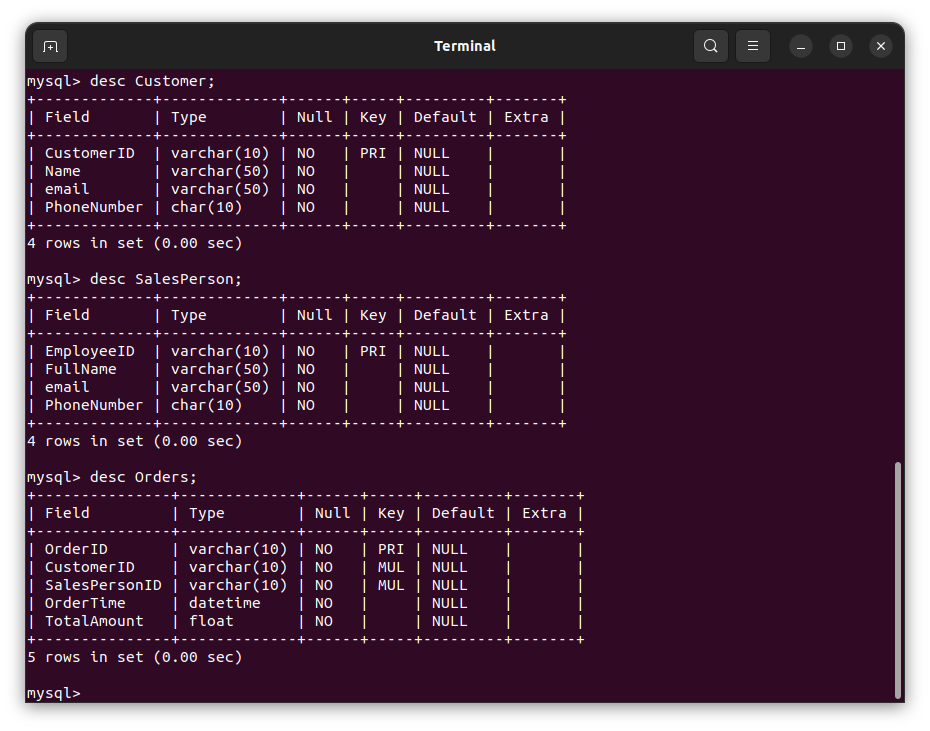 Terminal
mysql> desc Customer;
+-------------+-------------+------+-----+---------+-------+
| Field       | Type        | Null | Key | Default | Extra |
+-------------+-------------+------+-----+---------+-------+
| CustomerID  | varchar(10) | NO   | PRI | NULL    |       |
| Name        | varchar(50) | NO   |     | NULL    |       |
| email       | varchar(50) | NO   |     | NULL    |       |
| PhoneNumber | char(10)    | NO   |     | NULL    |       |
+-------------+-------------+------+-----+---------+-------+
4 rows in set (0.00 sec)
mysql> desc SalesPerson;
+-------------+-------------+------+-----+---------+-------+
| Field       | Type        | Null | Key | Default | Extra |
+-------------+-------------+------+-----+---------+-------+
| EmployeeID  | varchar(10) | NO   | PRI | NULL    |       |
| FullName    | varchar(50) | NO   |     | NULL    |       |
| email       | varchar(50) | NO   |     | NULL    |       |
| PhoneNumber | char(10)    | NO   |     | NULL    |       |
+-------------+-------------+------+-----+---------+-------+
4 rows in set (0.00 sec)
mysql> desc Orders;
+---------------+-------------+------+-----+---------+-------+
| Field         | Type        | Null | Key | Default | Extra |
+---------------+-------------+------+-----+---------+-------+
| OrderID       | varchar(10) | NO   | PRI | NULL    |       |
| CustomerID    | varchar(10) | NO   | MUL | NULL    |       |
| SalesPersonID | varchar(10) | NO   | MUL | NULL    |       |
| OrderTime     | datetime    | NO   |     | NULL    |       |
| TotalAmount   | float       | NO   |     | NULL    |       |
+---------------+-------------+------+-----+---------+-------+
5 rows in set (0.00 sec)
mysql>